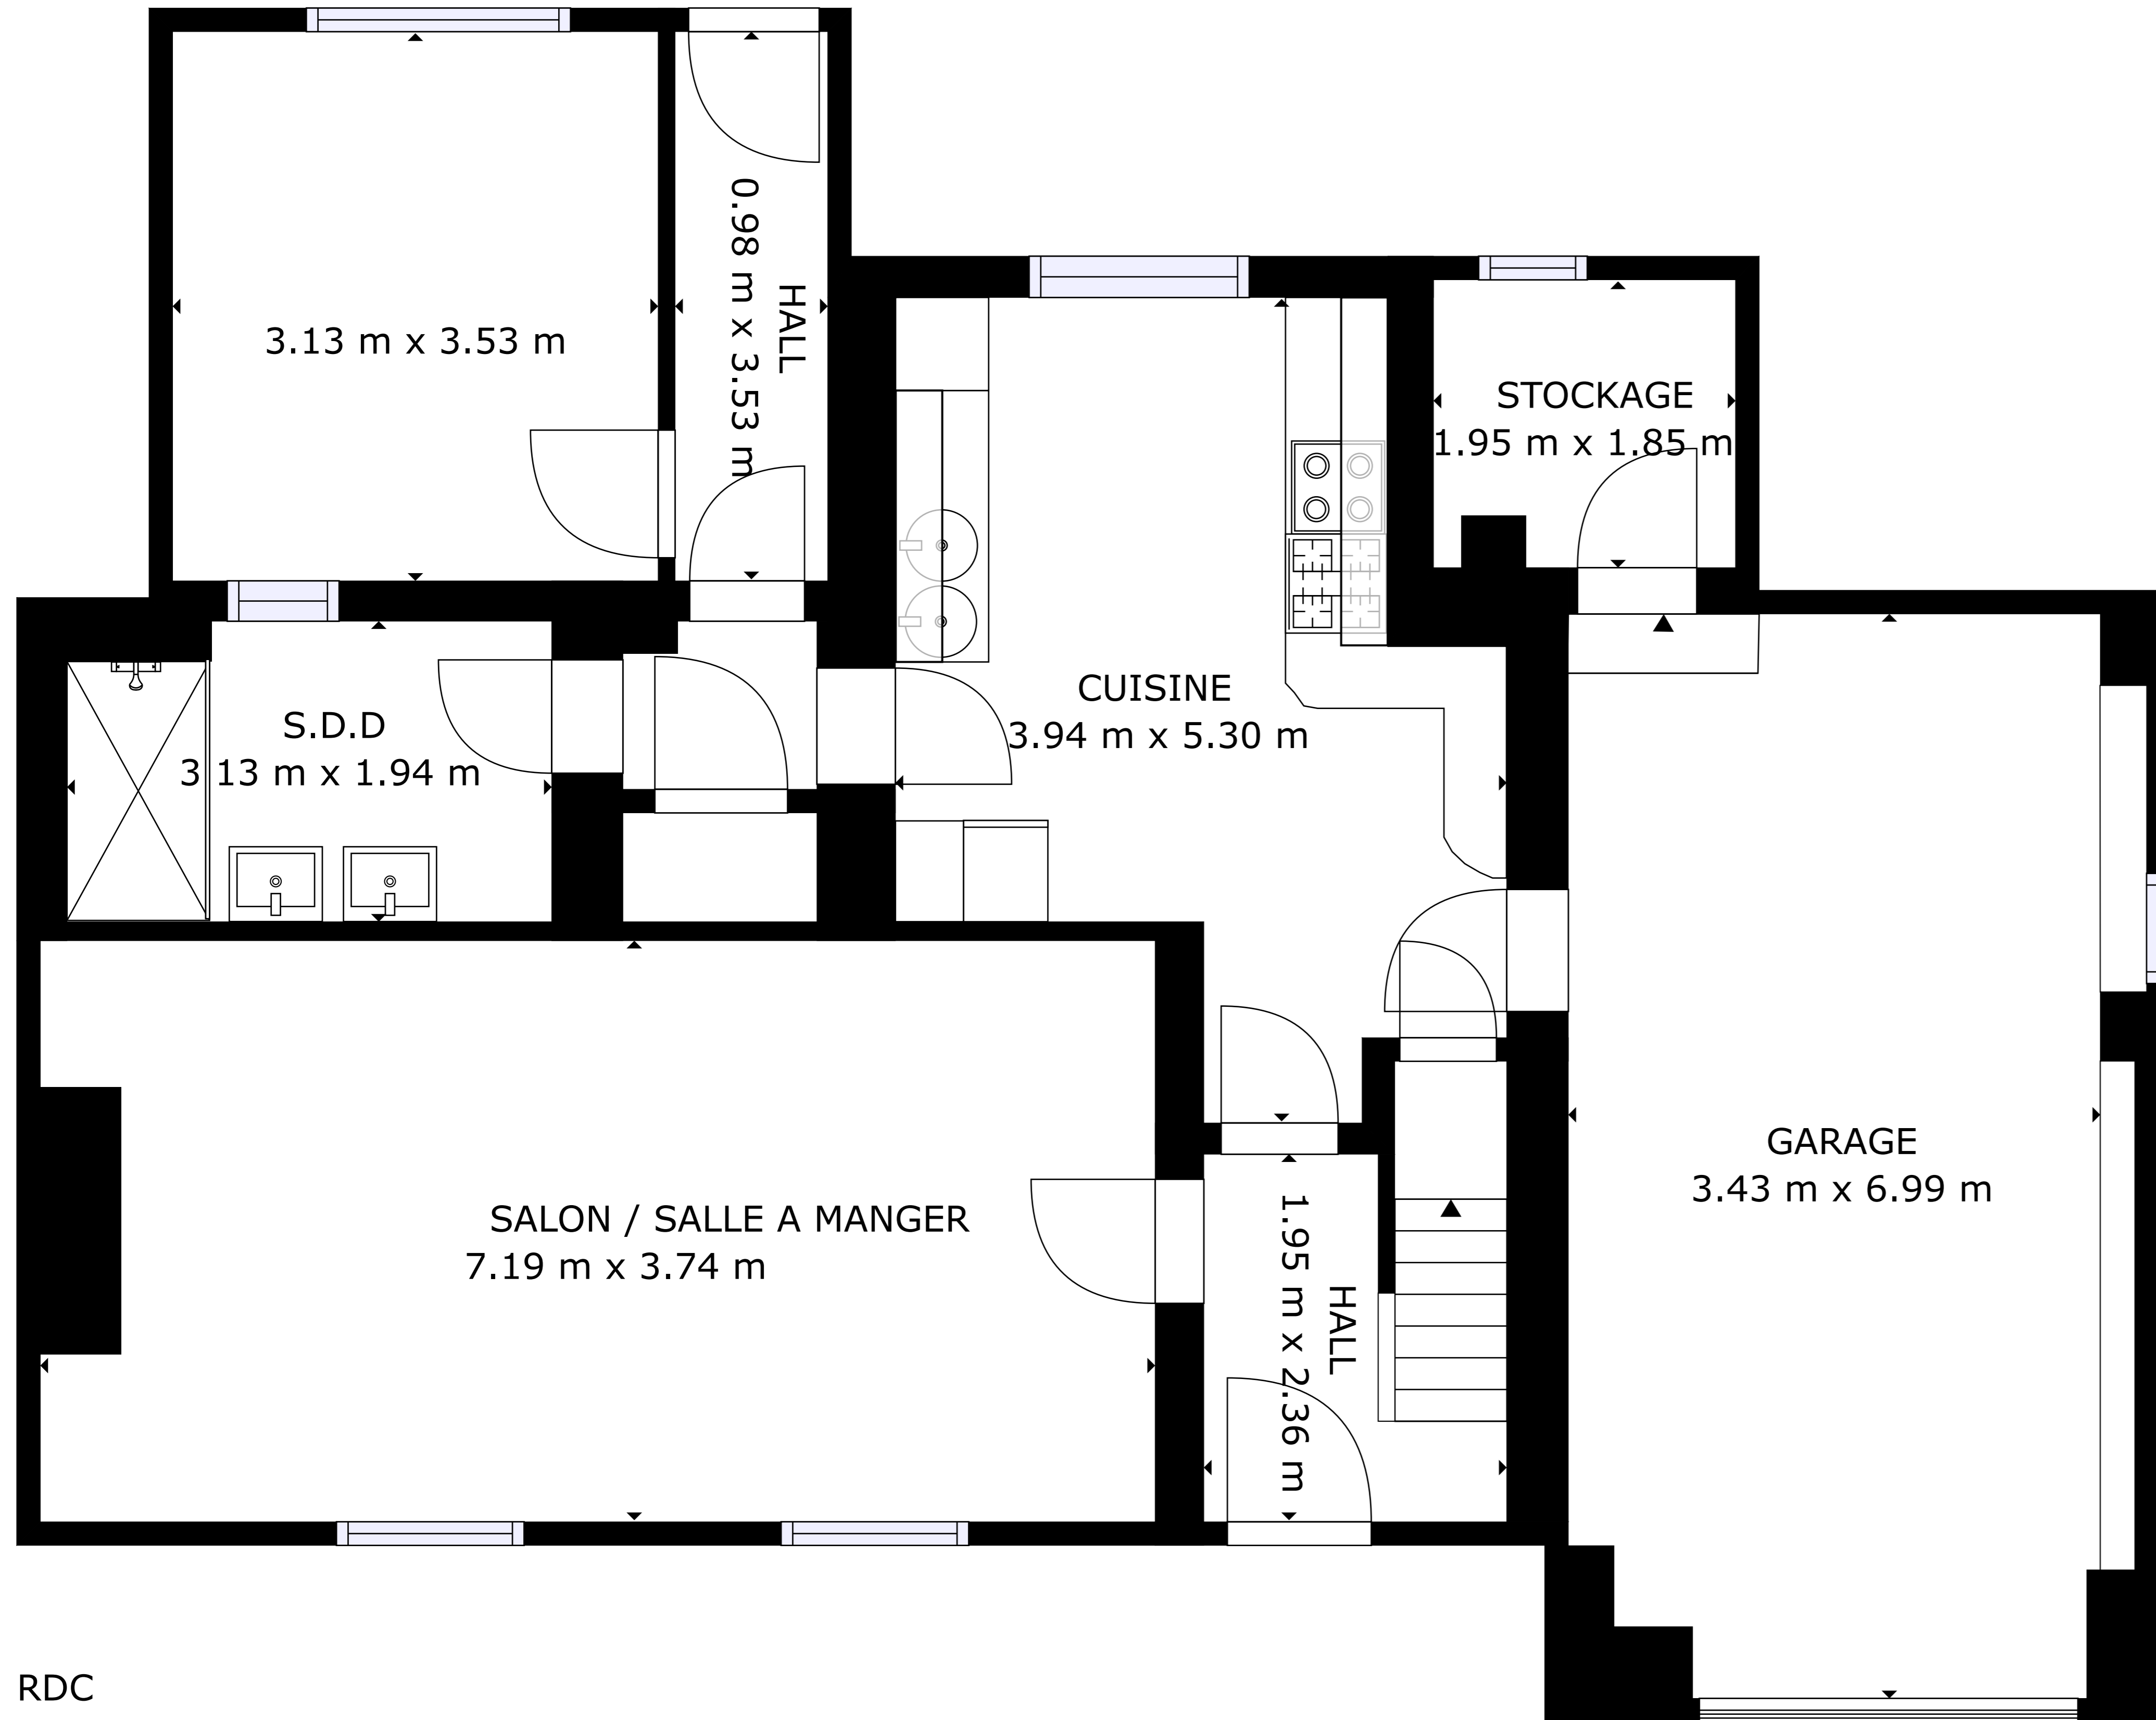 3.13 m x 3.53 m
HALL
0.98 m x 3.53 m
STOCKAGE
1.95 m x 1.85 m
CUISINE
3.94 m x 5.30 m
S.D.D
3.13 m x 1.94 m
GARAGE
3.43 m x 6.99 m
SALON / SALLE A MANGER
7.19 m x 3.74 m
HALL
1.95 m x 2.36 m
RDC